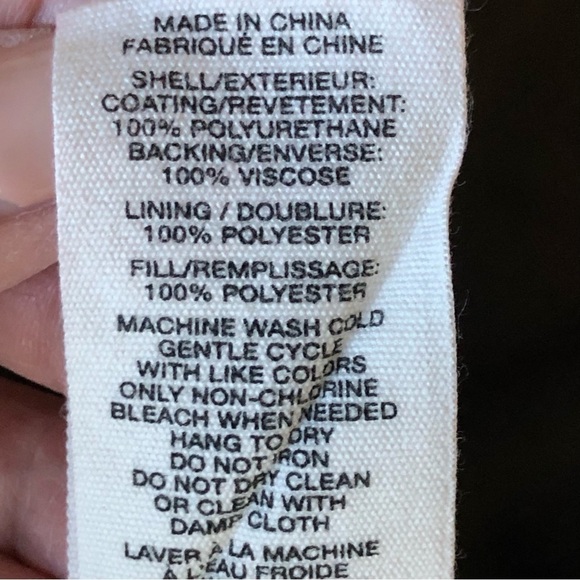 MADE IN CHINA
FABRIQUÉ EN CHINE
SHELL/EXTERIEUR:
COATING/REVETEMENT:
100% POLYURETHANE
BACKING/ENVERSE:
100% VISCOSE
LINING / DOUBLURE:
100% POLYESTER
FILL/REMPLISSAGE:
100% POLYESTER
MACHINE WASH COLD
GENTLE CYCLE
WITH LIKE COLORS
ONLY NON-CHLORINE
BLEACH WHEN NEEDED
HANG TO DRY
DO NOT IRON
DO NOT DRY CLEAN
OR CLEAN WITH
DAMP CLOTH
LAVER À LA MACHINE
À L'EAU FROIDE